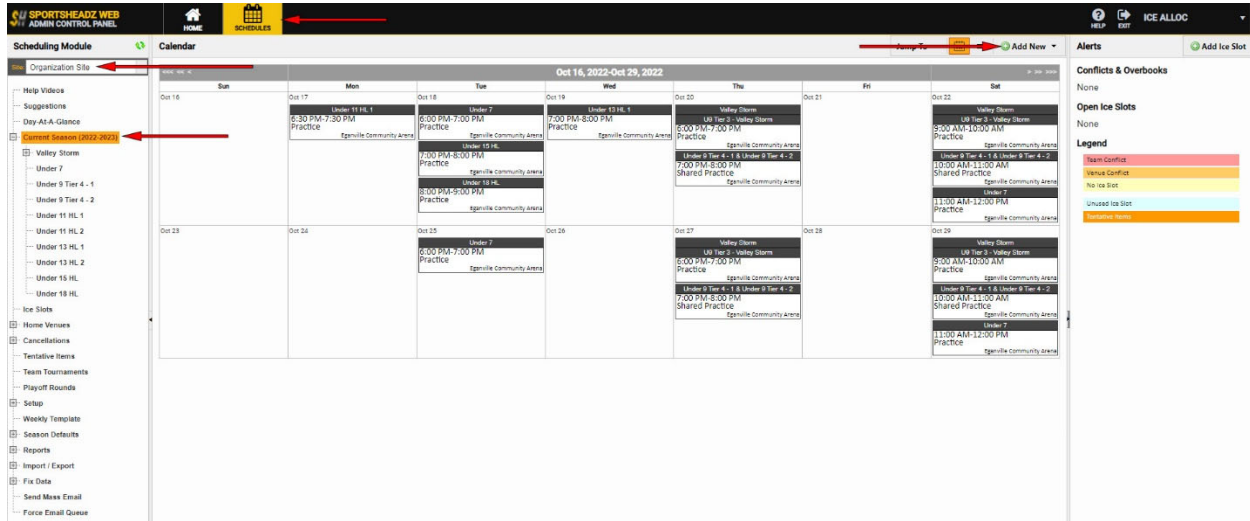 SPORTSHEADZ WEB
ADMIN CONTROL PANEL
HOME
SCHEDULES
HELP
EXIT
ICE ALLOC
Scheduling Module
Calendar
Jump To
Add New
Alerts
Add Ice Slot
Site: Organization Site
Help Videos
Suggestions
Day-At-A-Glance
Current Season (2022-2023)
Valley Storm
Under 7
Under 9 Tier 4 - 1
Under 9 Tier 4 - 2
Under 11 HL 1
Under 11 HL 2
Under 13 HL 1
Under 13 HL 2
Under 15 HL
Under 18 HL
Ice Slots
Home Venues
Cancellations
Tentative Items
Team Tournaments
Playoff Rounds
Setup
Weekly Template
Season Defaults
Reports
Import / Export
Fix Data
Send Mass Email
Force Email Queue
<<< << <
Oct 16, 2022-Oct 29, 2022
> >> >>>
Sun Mon Tue Wed Thu Fri Sat
Oct 16
Oct 17
Under 11 HL 1
6:30 PM-7:30 PM
Practice
Eganville Community Arena
Oct 18
Under 7
6:00 PM-7:00 PM
Practice
Eganville Community Arena
Under 15 HL
7:00 PM-8:00 PM
Practice
Eganville Community Arena
Under 18 HL
8:00 PM-9:00 PM
Practice
Eganville Community Arena
Oct 19
Under 13 HL 1
7:00 PM-8:00 PM
Practice
Eganville Community Arena
Oct 20
Valley Storm
U9 Tier 3 - Valley Storm
6:00 PM-7:00 PM
Practice
Eganville Community Arena
Under 9 Tier 4 - 1 & Under 9 Tier 4 - 2
7:00 PM-8:00 PM
Shared Practice
Eganville Community Arena
Oct 21
Oct 22
Valley Storm
U9 Tier 3 - Valley Storm
9:00 AM-10:00 AM
Practice
Eganville Community Arena
Under 9 Tier 4 - 1 & Under 9 Tier 4 - 2
10:00 AM-11:00 AM
Shared Practice
Eganville Community Arena
Under 7
11:00 AM-12:00 PM
Practice
Eganville Community Arena
Oct 23
Oct 24
Oct 25
Under 7
6:00 PM-7:00 PM
Practice
Eganville Community Arena
Oct 26
Oct 27
Valley Storm
U9 Tier 3 - Valley Storm
6:00 PM-7:00 PM
Practice
Eganville Community Arena
Under 9 Tier 4 - 1 & Under 9 Tier 4 - 2
7:00 PM-8:00 PM
Shared Practice
Eganville Community Arena
Oct 28
Oct 29
Valley Storm
U9 Tier 3 - Valley Storm
9:00 AM-10:00 AM
Practice
Eganville Community Arena
Under 9 Tier 4 - 1 & Under 9 Tier 4 - 2
10:00 AM-11:00 AM
Shared Practice
Eganville Community Arena
Under 7
11:00 AM-12:00 PM
Practice
Eganville Community Arena
Conflicts & Overbooks
None
Open Ice Slots
None
Legend
Team Conflict
Venue Conflict
No Ice Slot
Unused Ice Slot
Tentative Items